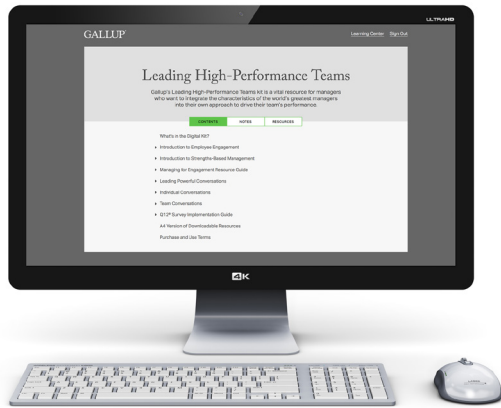 ULTRAHD
GALLUP®
Learning Center Sign Out
Leading High-Performance Teams
Gallup's Leading High-Performance Teams kit is a vital resource for managers
who want to integrate the characteristics of the world's greatest managers
into their own approach to drive their team's performance.
CONTENTS NOTES RESOURCES
What's in the Digital Kit?
Introduction to Employee Engagement
Introduction to Strengths-Based Management
Managing for Engagement Resource Guide
Leading Powerful Conversations
Individual Conversations
Team Conversations
Q12® Survey Implementation Guide
A4 Version of Downloadable Resources
Purchase and Use Terms
4K